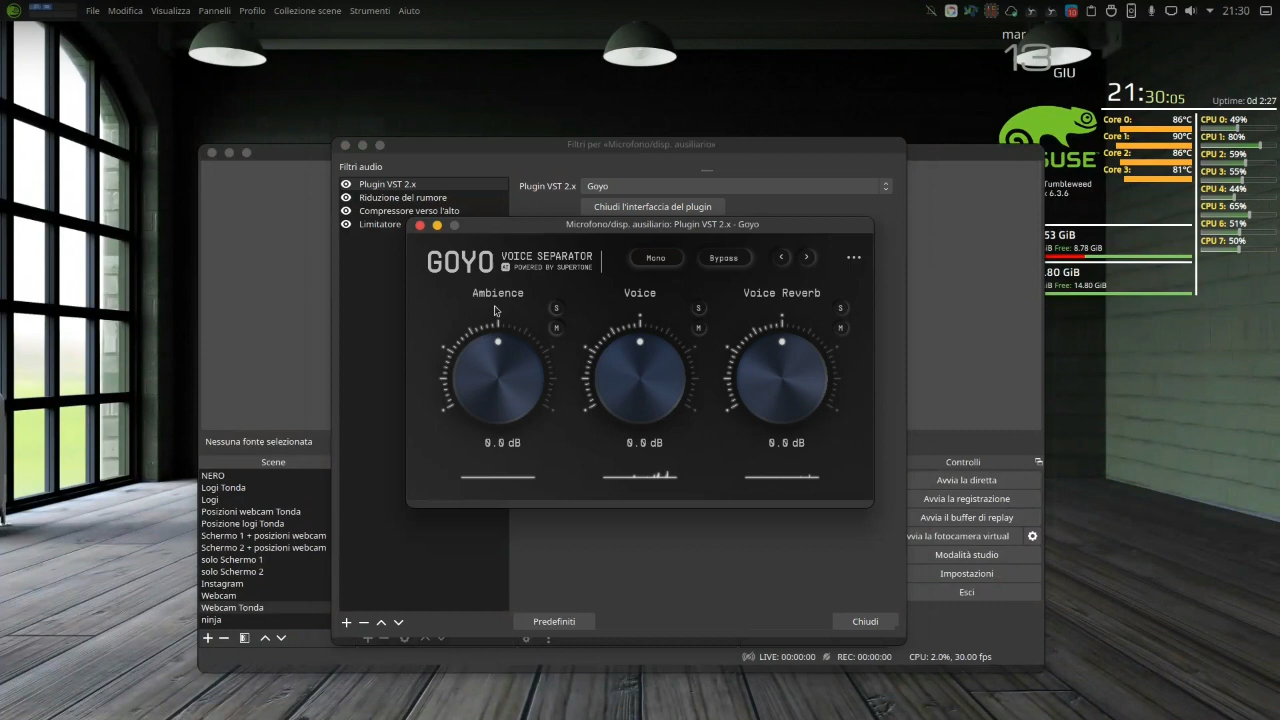 File Modifica Visualizza Pannelli Profilo Collezione scene Strumenti Aiuto
10
21:30
mar
13
GIU
21:30:05 Uptime: 0d 2:27
Core 0: 86°C CPU 0: 49%
Core 1: 90°C CPU 1: 80%
Core 2: 86°C CPU 2: 59%
Core 3: 81°C CPU 3: 55%
CPU 4: 44%
CPU 5: 65%
CPU 6: 51%
CPU 7: 50%
SUSE
Tumbleweed
x 6.3.6
53 GiB
iB Free: 8.78 GiB
.80 GiB
iB Free: 14.80 GiB
Filtri per «Microfono/disp. ausiliario»
Filtri audio
Plugin VST 2.x
Riduzione del rumore
Compressore verso l'alto
Limitatore
Plugin VST 2.x Goyo
Chiudi l'interfaccia del plugin
Microfono/disp. ausiliario: Plugin VST 2.x - Goyo
GOYO VOICE SEPARATOR
POWERED BY SUPERTONE
Mono Bypass < > •••
Ambience Voice Voice Reverb
S S S
M M M
0.0 dB 0.0 dB 0.0 dB
Nessuna fonte selezionata
Scene
NERO
Logi Tonda
Logi
Posizioni webcam Tonda
Posizione logi Tonda
Schermo 1 + posizioni webcam
Schermo 2 + posizioni webcam
solo Schermo 1
solo Schermo 2
Instagram
Webcam
Webcam Tonda
ninja
Predefiniti Chiudi
Controlli
Avvia la diretta
Avvia la registrazione
Avvia il buffer di replay
vvia la fotocamera virtual
Modalità studio
Impostazioni
Esci
LIVE: 00:00:00 REC: 00:00:00 CPU: 2.0%, 30.00 fps